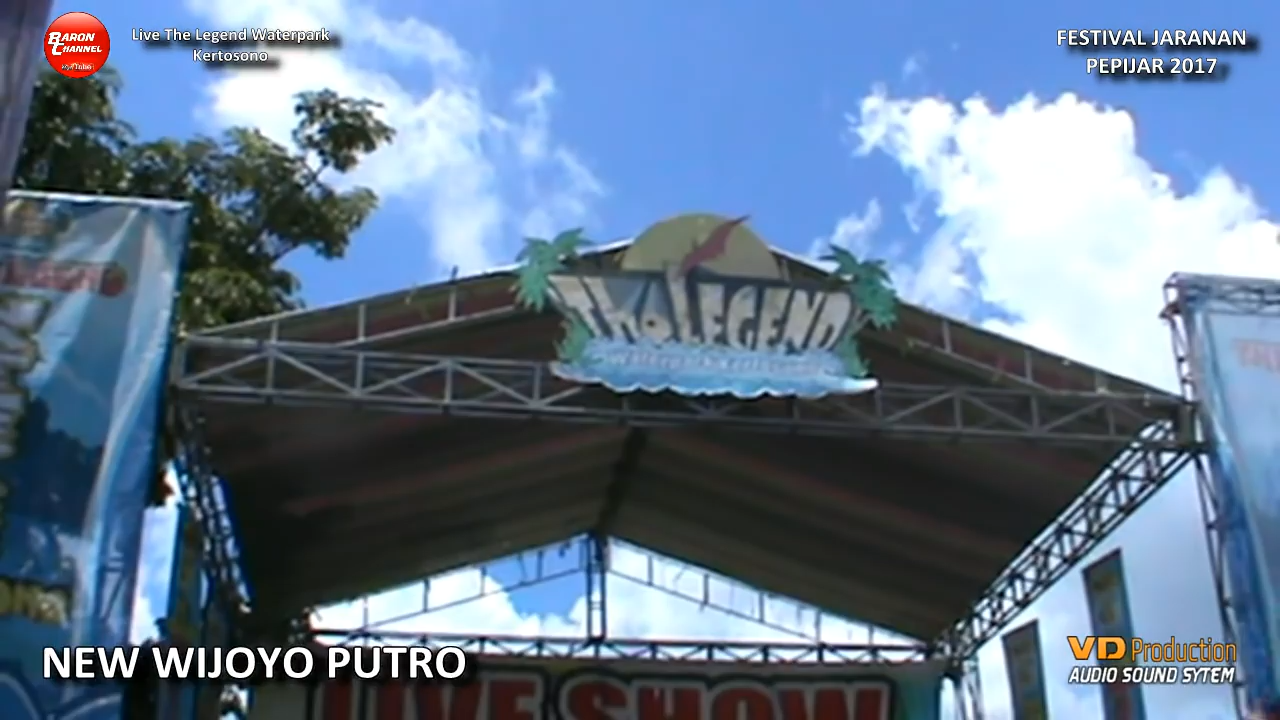 BARON
CHANNEL
Live The Legend Waterpark
Kertosono
FESTIVAL JARANAN
PEPIJAR 2017
The LEGEND
NEW WIJOYO PUTRO
VD Production
AUDIO SOUND SYTEM
LIVE SHOW